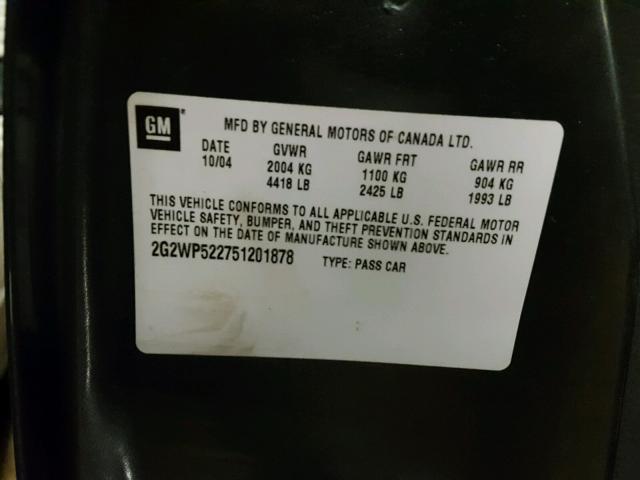 GM ®
MFD BY GENERAL MOTORS OF CANADA LTD.
DATE GVWR GAWR FRT GAWR RR
10/04 2004 KG 1100 KG 904 KG
4418 LB 2425 LB 1993 LB
THIS VEHICLE CONFORMS TO ALL APPLICABLE U.S. FEDERAL MOTOR
VEHICLE SAFETY, BUMPER, AND THEFT PREVENTION STANDARDS IN
EFFECT ON THE DATE OF MANUFACTURE SHOWN ABOVE.
2G2WP522751201878 TYPE: PASS CAR